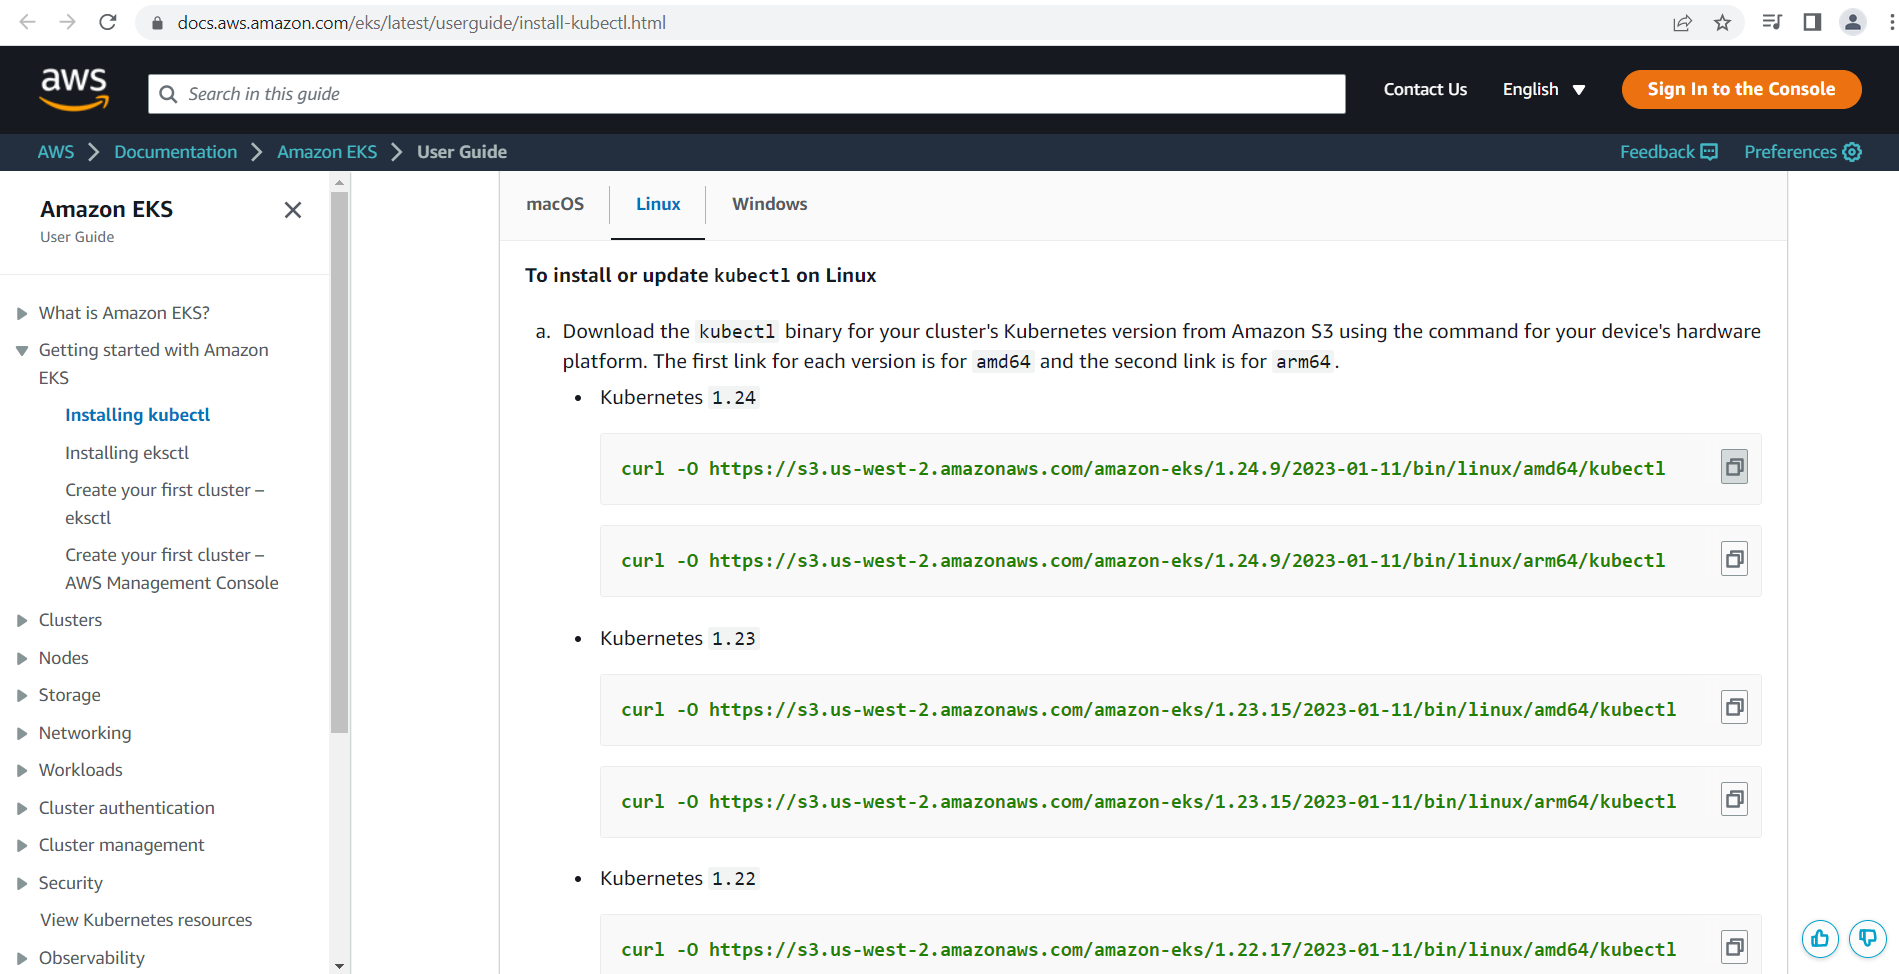 docs.aws.amazon.com/eks/latest/userguide/install-kubectl.html
aws
Search in this guide
Contact Us
English
Sign In to the Console
AWS
Documentation
Amazon EKS
User Guide
Feedback
Preferences
Amazon EKS
User Guide
What is Amazon EKS?
Getting started with Amazon
EKS
Installing kubectl
Installing eksctl
Create your first cluster –
eksctl
Create your first cluster –
AWS Management Console
Clusters
Nodes
Storage
Networking
Workloads
Cluster authentication
Cluster management
Security
View Kubernetes resources
Observability
macOS
Linux
Windows
To install or update kubectl on Linux
a. Download the kubectl binary for your cluster's Kubernetes version from Amazon S3 using the command for your device's hardware
platform. The first link for each version is for amd64 and the second link is for arm64.
• Kubernetes 1.24
curl -O https://s3.us-west-2.amazonaws.com/amazon-eks/1.24.9/2023-01-11/bin/linux/amd64/kubectl
curl -O https://s3.us-west-2.amazonaws.com/amazon-eks/1.24.9/2023-01-11/bin/linux/arm64/kubectl
• Kubernetes 1.23
curl -O https://s3.us-west-2.amazonaws.com/amazon-eks/1.23.15/2023-01-11/bin/linux/amd64/kubectl
curl -O https://s3.us-west-2.amazonaws.com/amazon-eks/1.23.15/2023-01-11/bin/linux/arm64/kubectl
• Kubernetes 1.22
curl -O https://s3.us-west-2.amazonaws.com/amazon-eks/1.22.17/2023-01-11/bin/linux/amd64/kubectl